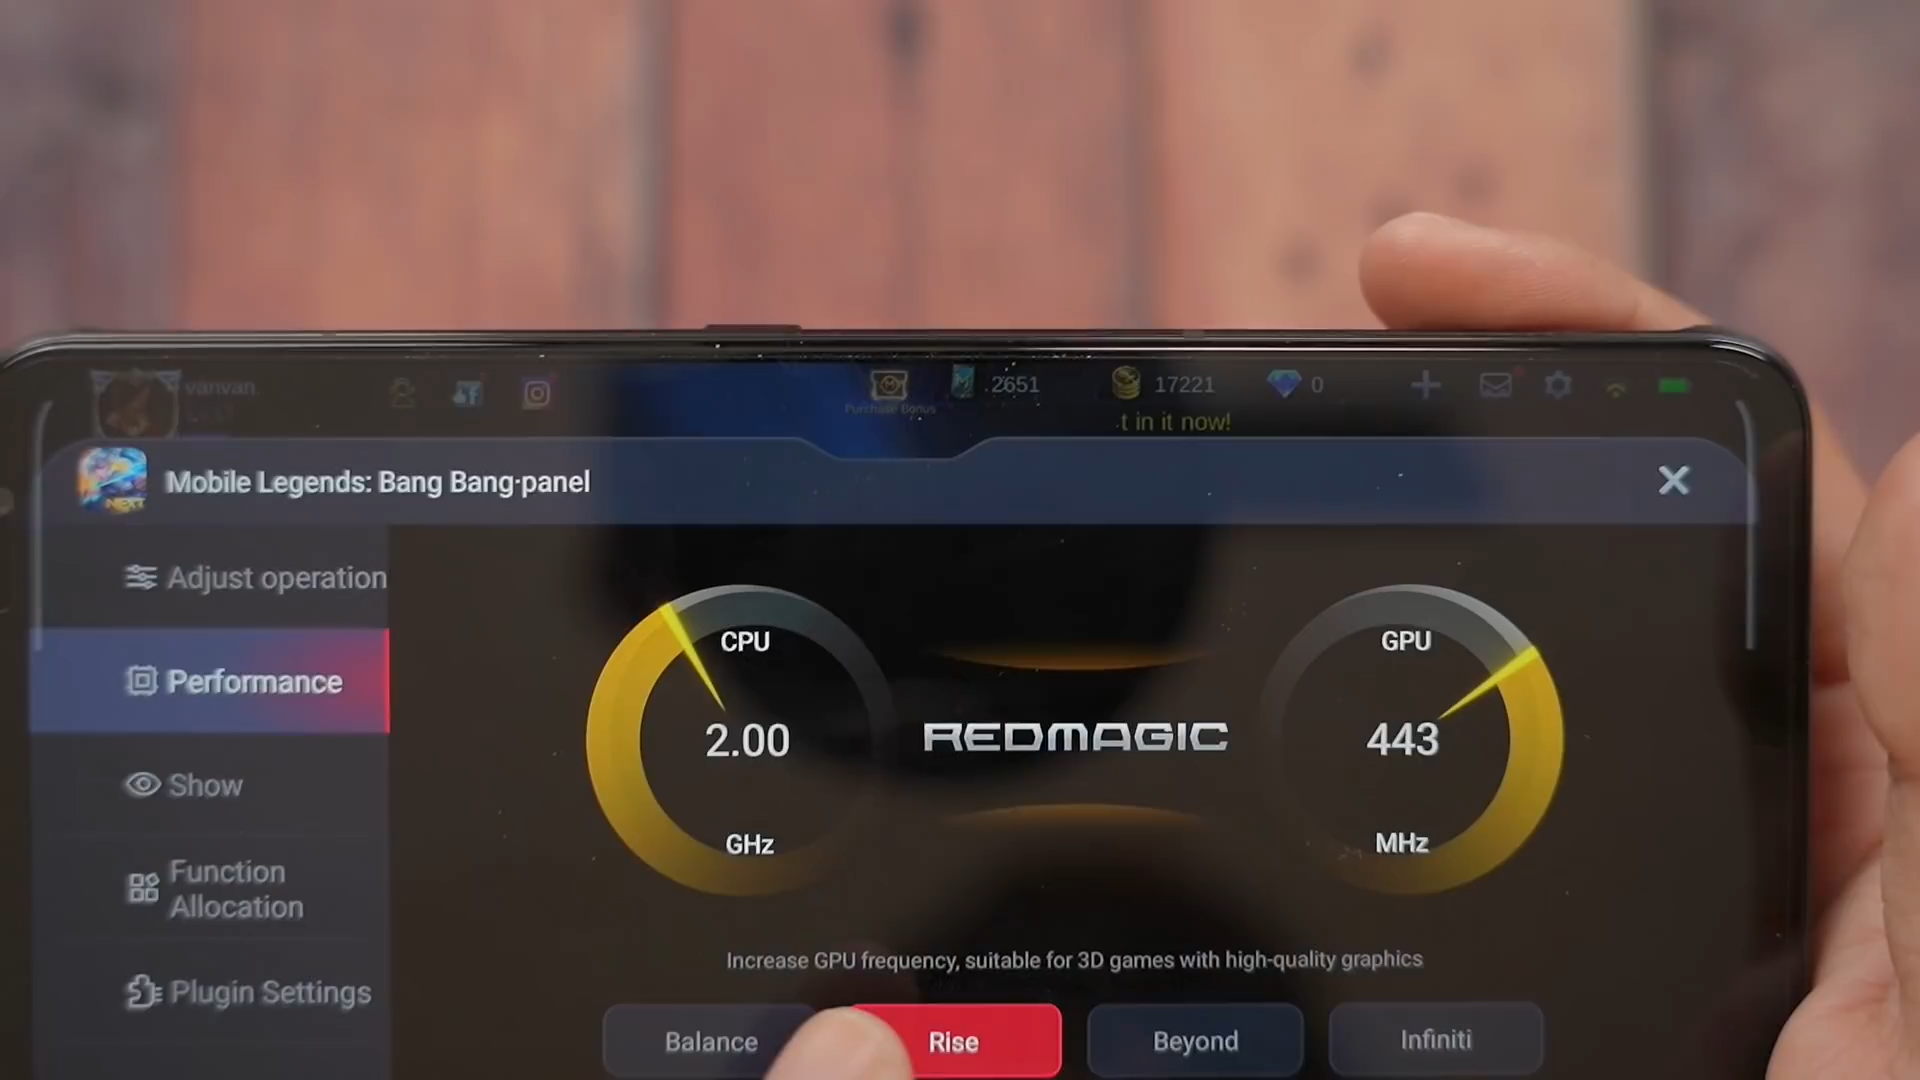 vanvan.
2651
17221
0
Purchase Bonus
t in it now!
NEXT
Mobile Legends: Bang Bang·panel
Adjust operation
Performance
Show
Function
Allocation
Plugin Settings
CPU
2.00
GHz
REDMAGIC
GPU
443
MHz
Increase GPU frequency, suitable for 3D games with high-quality graphics
Balance
Rise
Beyond
Infiniti